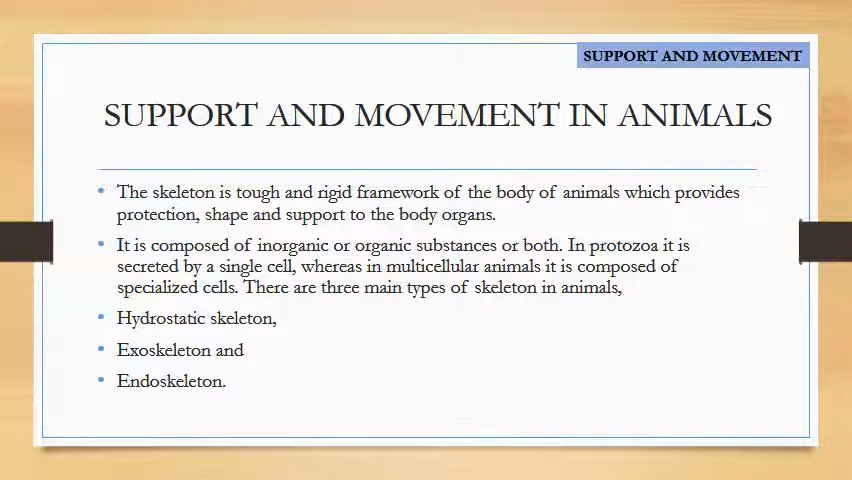 SUPPORT AND MOVEMENT
SUPPORT AND MOVEMENT IN ANIMALS
• The skeleton is tough and rigid framework of the body of animals which provides
protection, shape and support to the body organs.
• It is composed of inorganic or organic substances or both. In protozoa it is
secreted by a single cell, whereas in multicellular animals it is composed of
specialized cells. There are three main types of skeleton in animals,
• Hydrostatic skeleton,
• Exoskeleton and
• Endoskeleton.